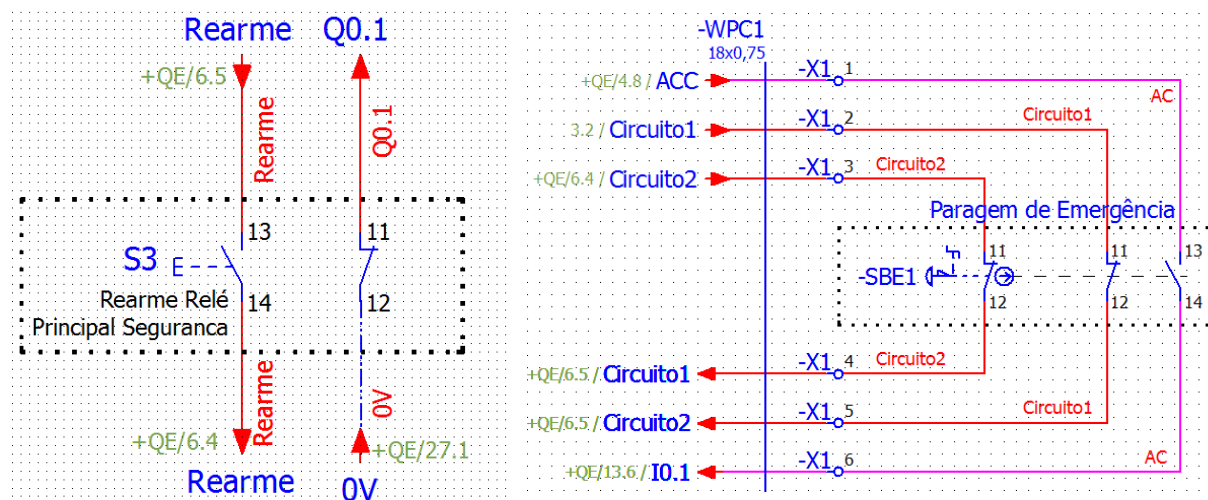 Rearme Q0.1
+QE/6.5
Rearme
Q0.1
13
11
S3
14
12
Rearme Relé
Principal Seguranca
Rearme
0V
+QE/6.4
+QE/27.1
Rearme
0V
-WPC1
18x0,75
+QE/4.8 / ACC
-X1
1
AC
3.2 / Circuito1
-X1
2
Circuito1
+QE/6.4 / Circuito2
-X1
3
Circuito2
Paragem de Emergência
11
11
13
-SBE1
12
12
14
+QE/6.5 / Circuito1
-X1
4
Circuito2
+QE/6.5 / Circuito2
-X1
5
Circuito1
+QE/13.6 / I0.1
-X1
6
AC